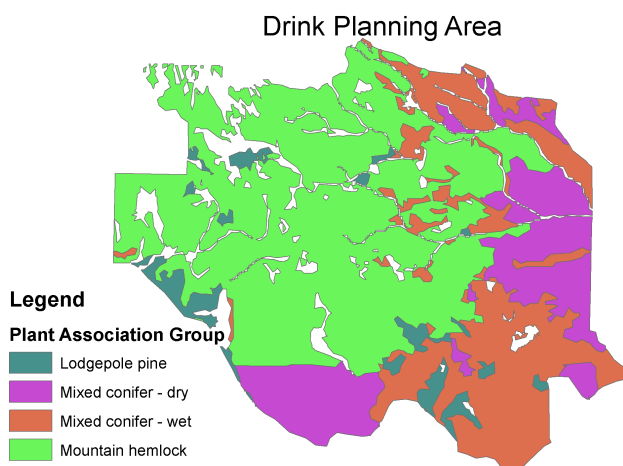 Drink Planning Area
Legend
Plant Association Group
Lodgepole pine
Mixed conifer - dry
Mixed conifer - wet
Mountain hemlock